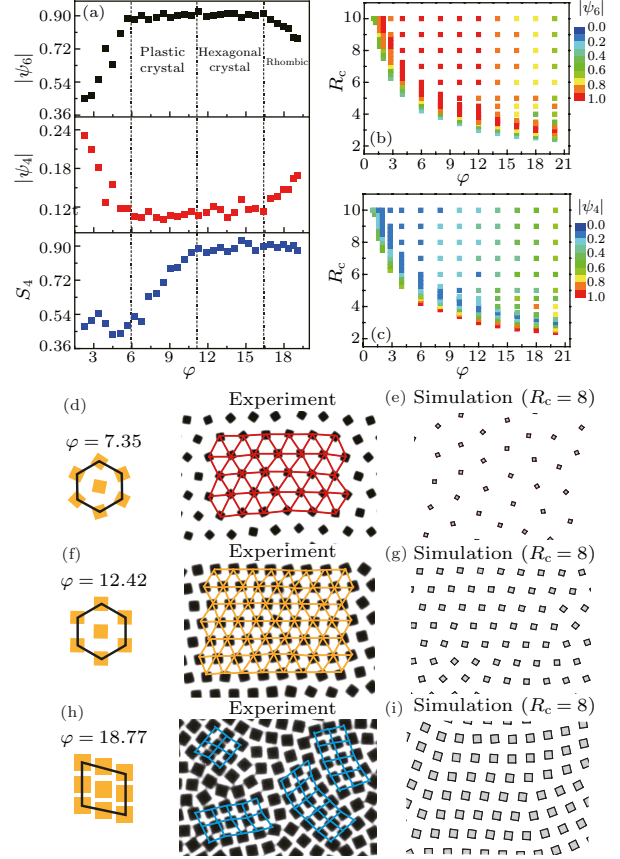 (a)
|ψ6|
0.90
0.72
0.54
0.36
Plastic crystal
Hexagonal crystal
Rhombic
|ψ4|
0.24
0.18
0.12
S4
0.90
0.72
0.54
0.36
3 6 9 12 15 18
φ
Rc
10
8
6
4
2
(b)
0 3 6 9 12 15 18 21
φ
|ψ6|
0.0
0.2
0.4
0.6
0.8
1.0
Rc
10
8
6
4
2
(c)
0 3 6 9 12 15 18 21
φ
|ψ4|
0.0
0.2
0.4
0.6
0.8
1.0
(d)
φ = 7.35
Experiment
(e) Simulation (Rc = 8)
(f)
φ = 12.42
Experiment
(g) Simulation (Rc = 8)
(h)
φ = 18.77
Experiment
(i) Simulation (Rc = 8)